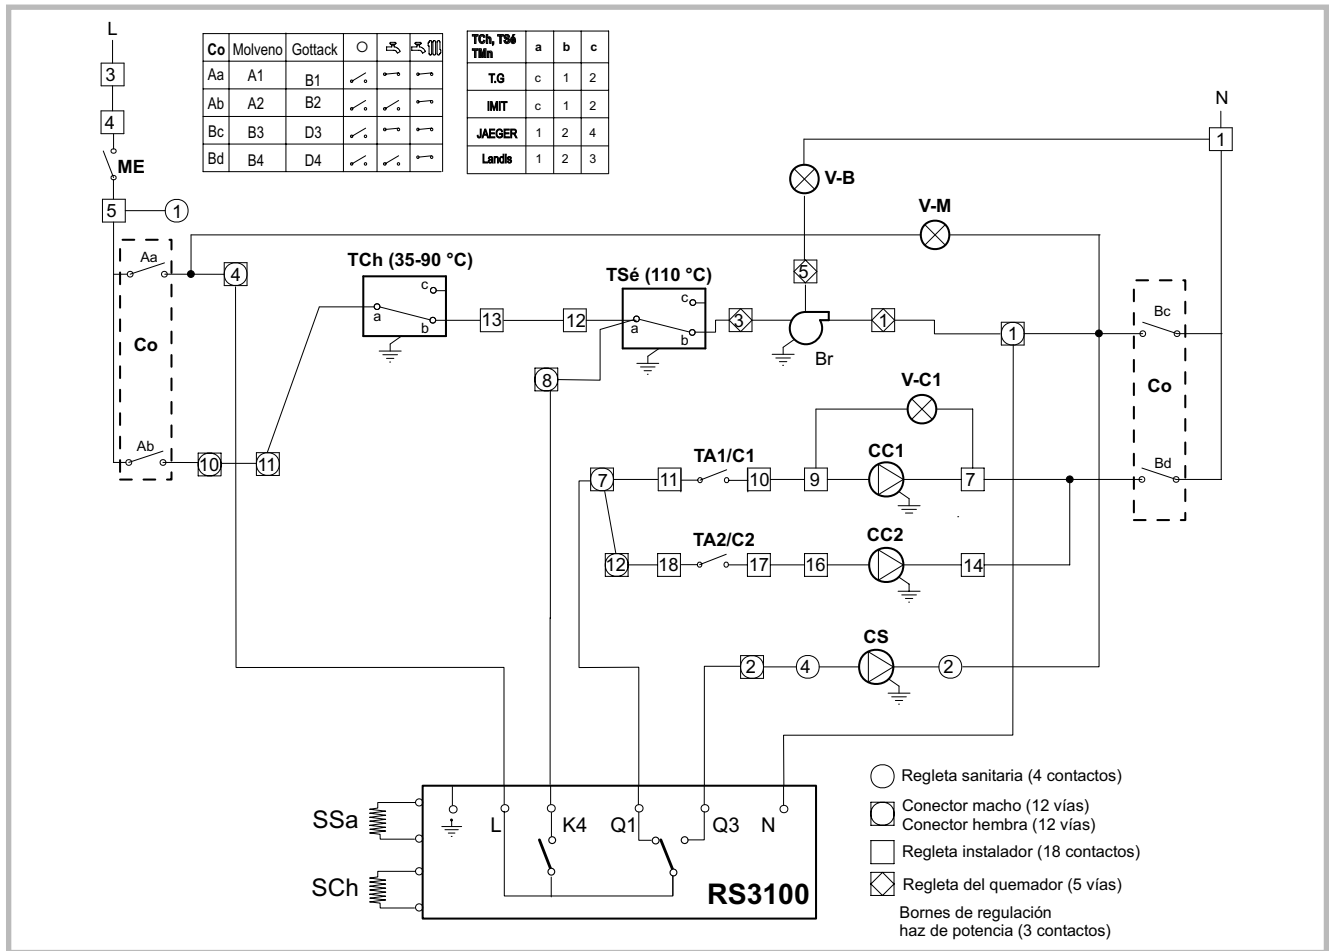 L
3
4
ME
5
1
Co Molveno Gottack
Aa A1 B1
Ab A2 B2
Bc B3 D3
Bd B4 D4
TCh, TSé TMn a b c
T.G c 1 2
IMIT c 1 2
JAEGER 1 2 4
Landis 1 2 3
N
1
V-B
V-M
5
Aa
4
Co
Ab
10
11
TCh (35-90 °C)
c
a
b
13
12
TSé (110 °C)
c
a
b
3
Br
1
1
Bc
Co
Bd
8
V-C1
7
11
TA1/C1
10
9
CC1
7
12
18
TA2/C2
17
16
CC2
14
CS
2
4
2
SSa
SCh
L
K4
Q1
Q3
N
RS3100
Regleta sanitaria (4 contactos)
Conector macho (12 vías)
Conector hembra (12 vías)
Regleta instalador (18 contactos)
Regleta del quemador (5 vías)
Bornes de regulación
haz de potencia (3 contactos)